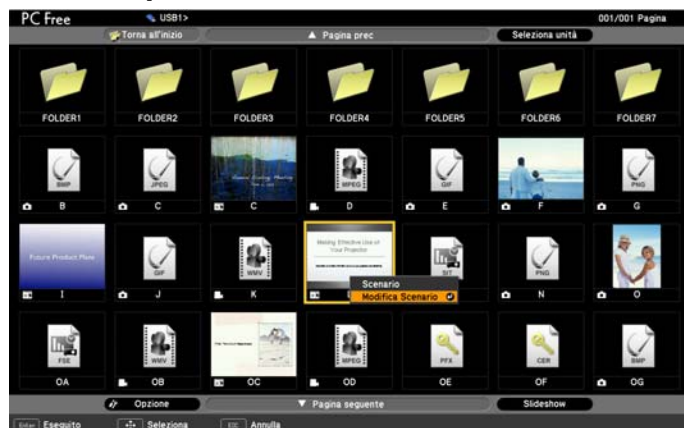 PC Free USB1> 001/001 Pagina
Torna all'inizio ▲ Pagina prec Seleziona unità
FOLDER1 FOLDER2 FOLDER3 FOLDER4 FOLDER5 FOLDER6 FOLDER7
BMP JPEG MPEG GIF PNG
B C C D E F G
Future Product Plans GIF WMV Making Effective Use of
Your Projector
SIT PNG
Scenario
Modifica Scenario
I J K N O
FSE WMV MPEG PFX CER BMP
OA OB OC OD OE OF OG
Opzione ▼ Pagina seguente Slideshow
Enter Eseguito Seleziona ESC Annulla